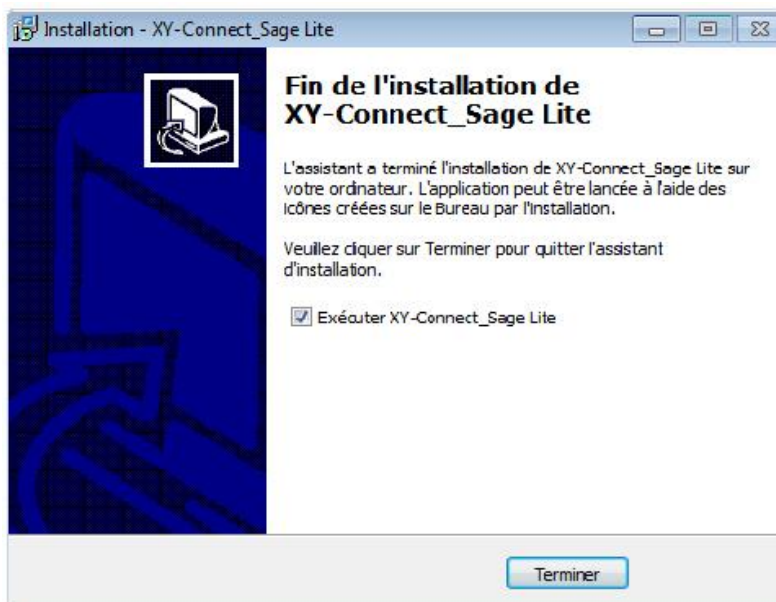 Installation - XY-Connect_Sage Lite
Fin de l'installation de
XY-Connect_Sage Lite
L'assistant a terminé l'installation de XY-Connect_Sage Lite sur
votre ordinateur. L'application peut être lancée à l'aide des
icônes créées sur le Bureau par l'installation.
Veuillez cliquer sur Terminer pour quitter l'assistant
d'installation.
Exécuter XY-Connect_Sage Lite
Terminer